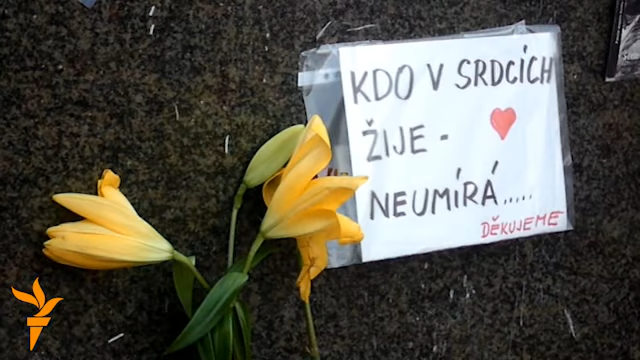 KDO V SRDCÍCH
ŽIJE -
NEUMÍRÁ.....
DĚKUJEME